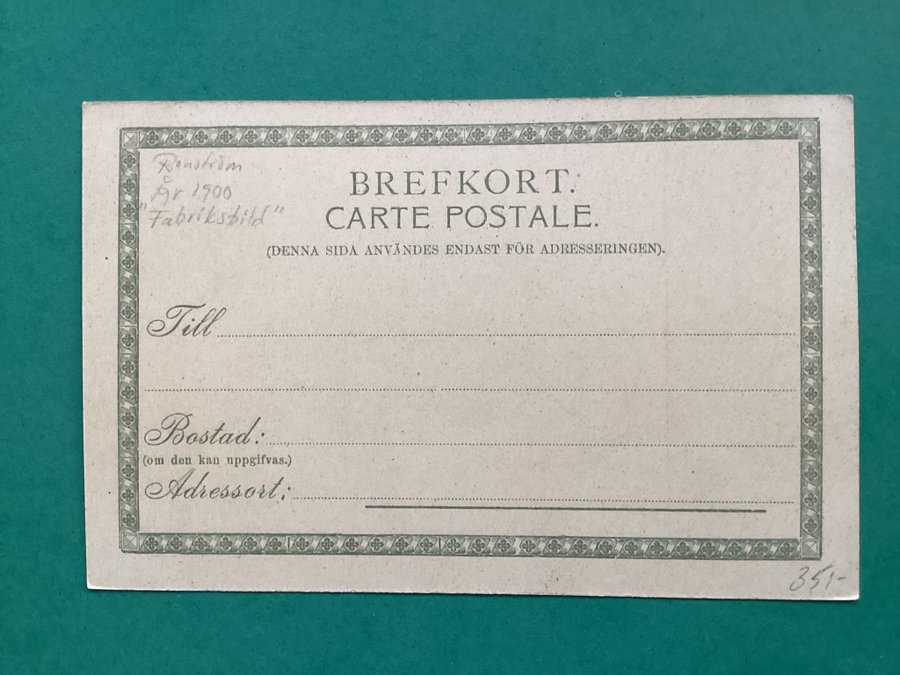 Renström
År 1900
"Fabriksbild"
BREFKORT.
CARTE POSTALE.
(DENNA SIDA ANVÄNDES ENDAST FÖR ADRESSERINGEN).
Till
Bostad:
(om den kan uppgifvas.)
Adressort:
35:-